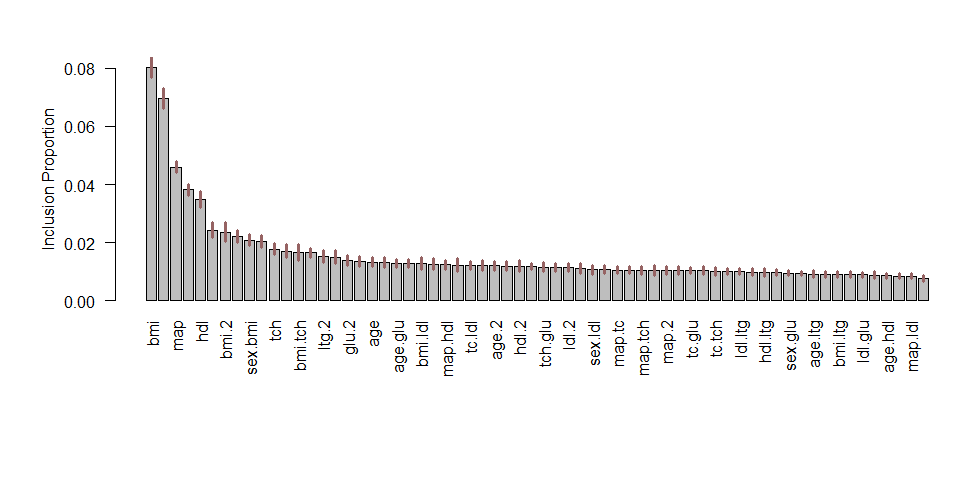 Inclusion Proportion
0.08
0.06
0.04
0.02
0.00
bmi
map
hdl
bmi.2
sex.bmi
tch
bmi.tch
ltg.2
glu.2
age
age.glu
bmi.ldl
map.hdl
tc.ldl
age.2
hdl.2
tch.glu
ldl.2
sex.ldl
map.tc
map.tch
map.2
tc.glu
tc.tch
ldl.ltg
hdl.ltg
sex.glu
age.ltg
bmi.ltg
ldl.glu
age.hdl
map.ldl